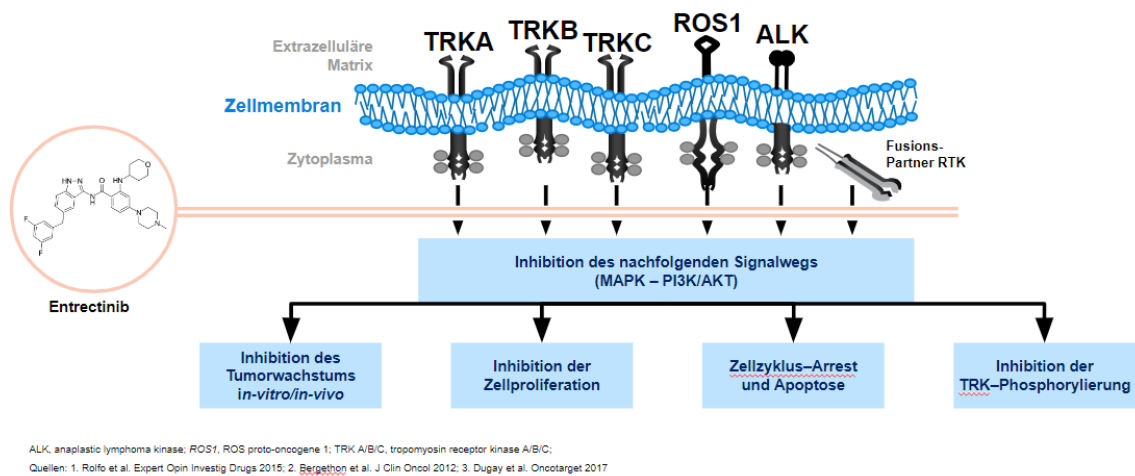 Extrazelluläre
Matrix
TRKA
TRKB
TRKC
ROS1
ALK
Zellmembran
Zytoplasma
Fusions-
Partner RTK
HN
N
O
HN
O
NH
N
N
F
F
Entrectinib
Inhibition des nachfolgenden Signalwegs
(MAPK – PI3K/AKT)
Inhibition des
Tumorwachstums
in-vitro/in-vivo
Inhibition der
Zellproliferation
Zellzyklus–Arrest
und Apoptose
Inhibition der
TRK–Phosphorylierung
ALK, anaplastic lymphoma kinase; ROS1, ROS proto-oncogene 1; TRK A/B/C, tropomyosin receptor kinase A/B/C;
Quellen: 1. Rolfo et al. Expert Opin Investig Drugs 2015; 2. Bergethon et al. J Clin Oncol 2012; 3. Dugay et al. Oncotarget 2017